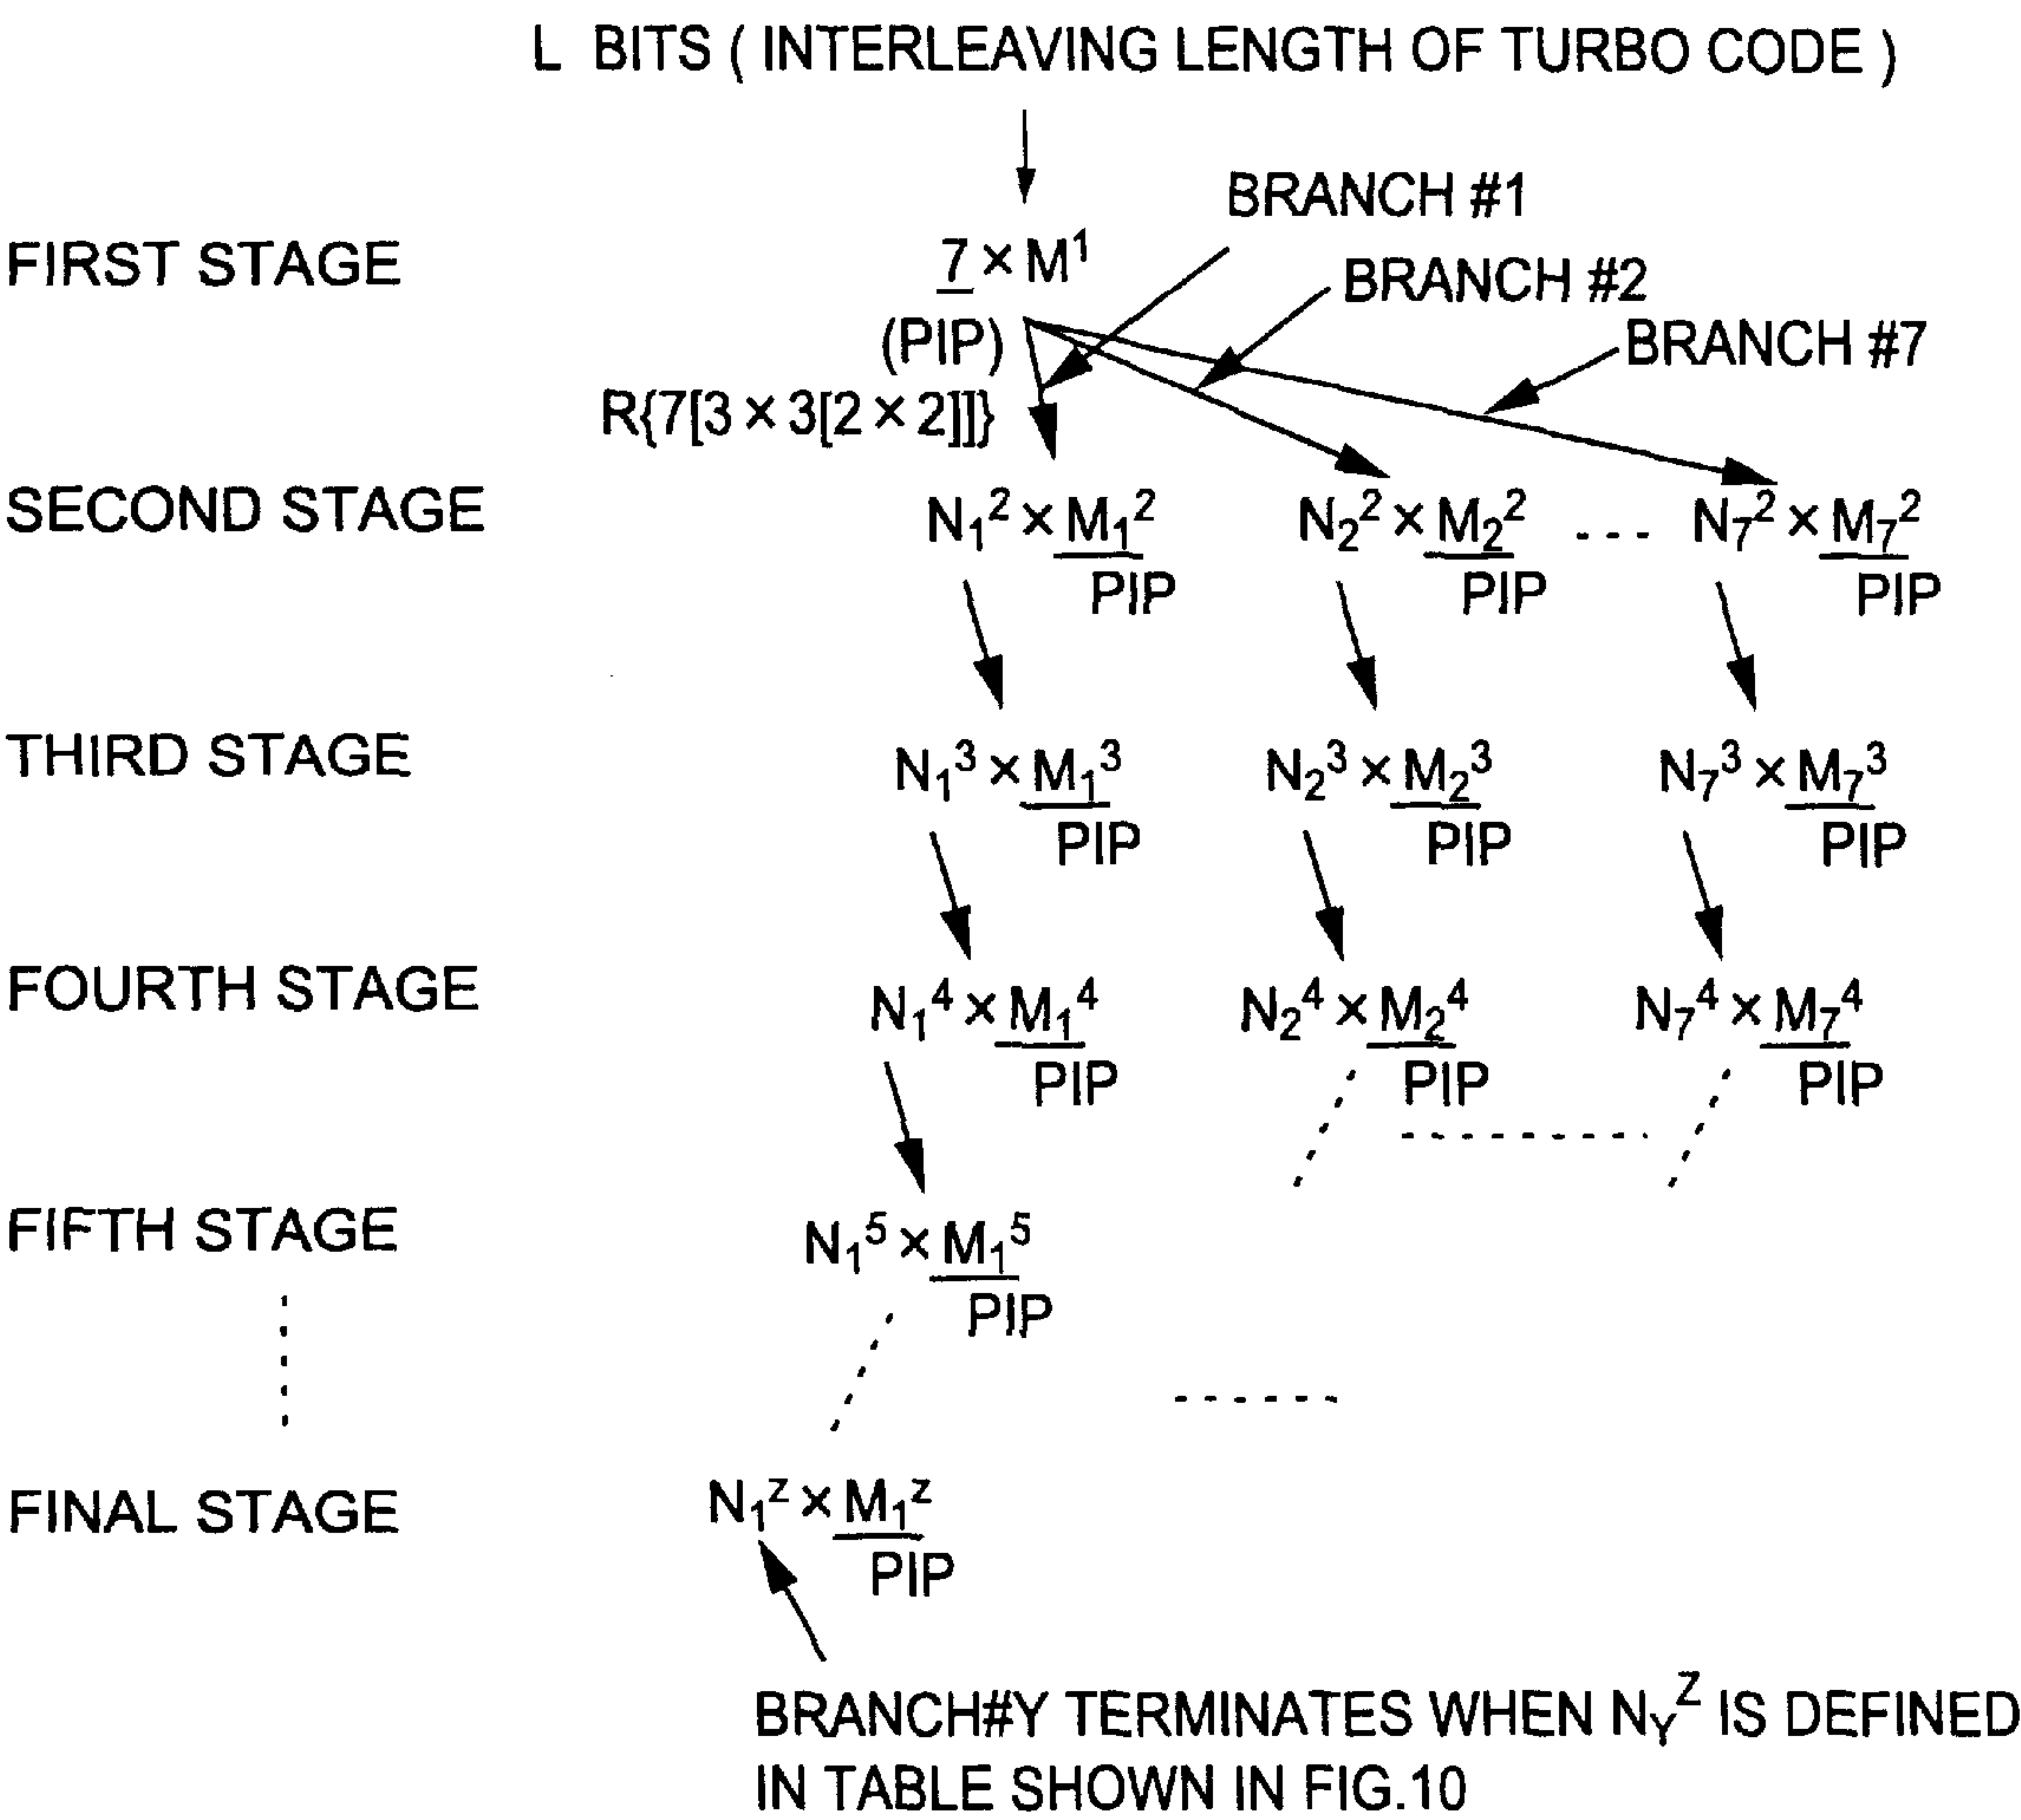 L BITS ( INTERLEAVING LENGTH OF TURBO CODE )
BRANCH #1
FIRST STAGE 7 × M¹ BRANCH #2
(PIP) BRANCH #7
R{7[3 × 3[2 × 2]]}
SECOND STAGE N₁² × M₁² N₂² × M₂² --- N₇² × M₇²
PIP PIP PIP
THIRD STAGE N₁³ × M₁³ N₂³ × M₂³ N₇³ × M₇³
PIP PIP PIP
FOURTH STAGE N₁⁴ × M₁⁴ N₂⁴ × M₂⁴ N₇⁴ × M₇⁴
PIP PIP PIP
FIFTH STAGE N₁⁵ × M₁⁵
PIP
FINAL STAGE N₁ᶻ × M₁ᶻ
PIP
BRANCH#Y TERMINATES WHEN N_Y^Z IS DEFINED
IN TABLE SHOWN IN FIG.10